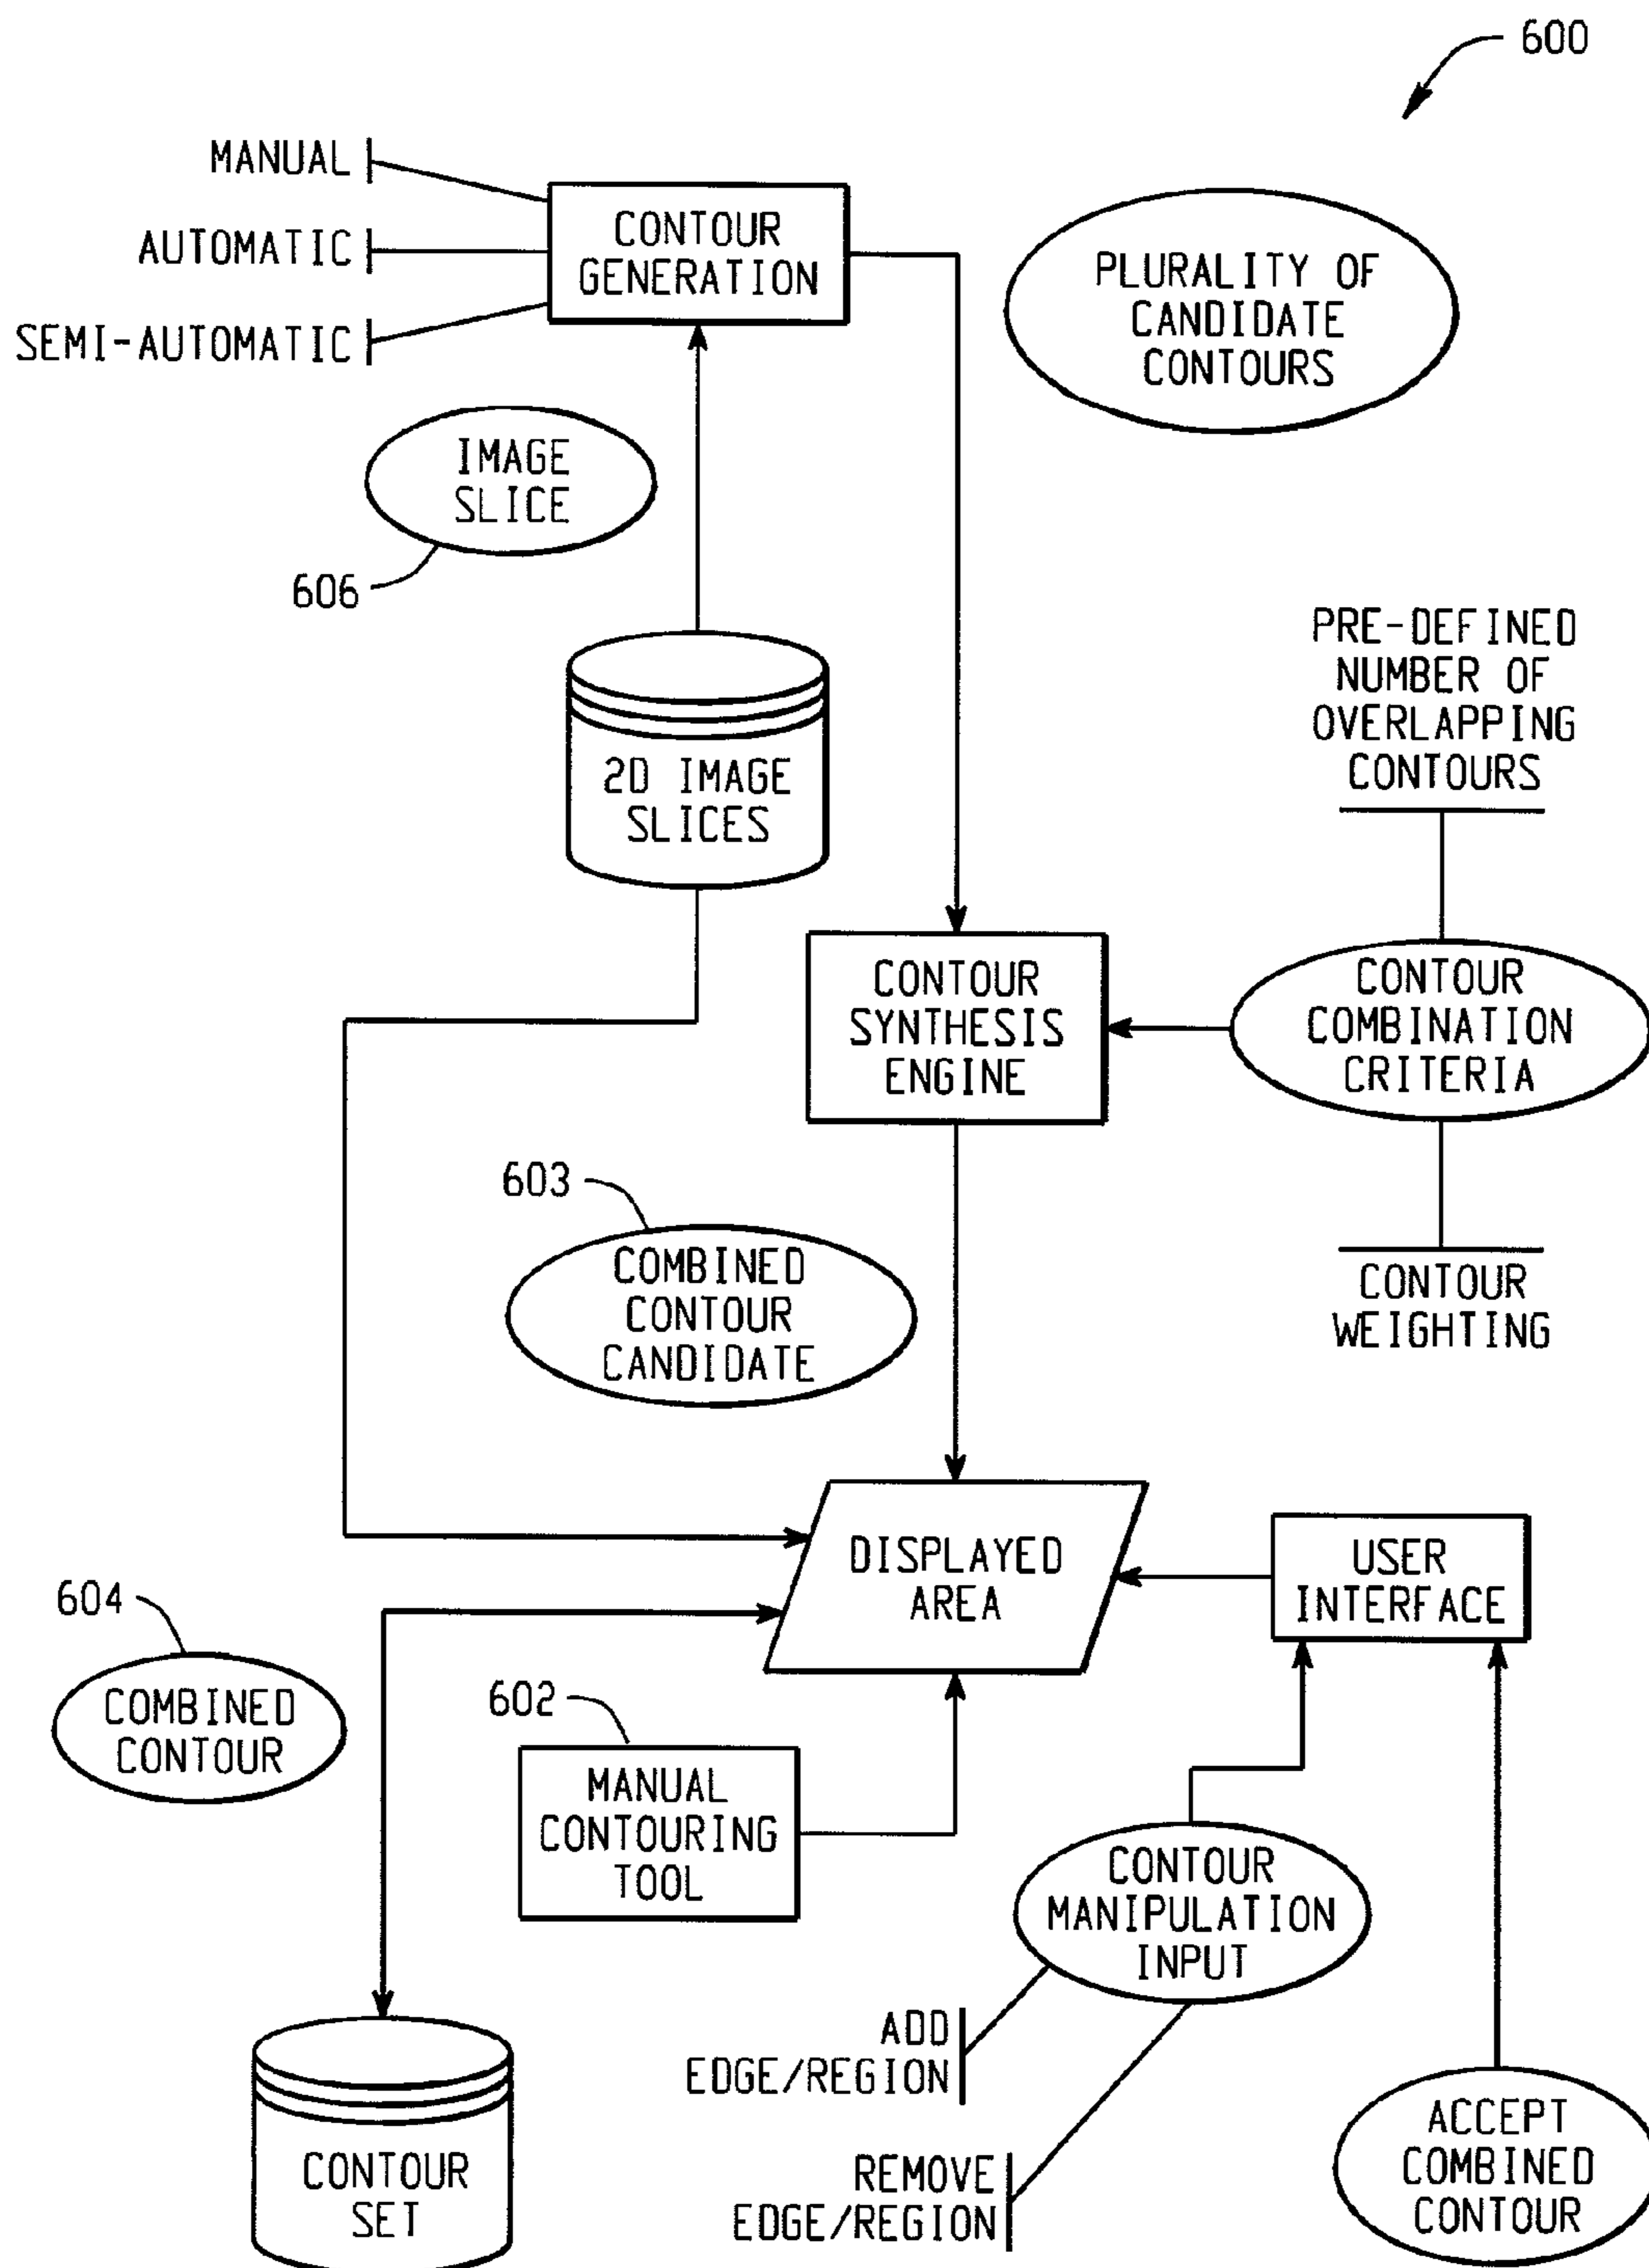 600
MANUAL
AUTOMATIC
SEMI-AUTOMATIC
CONTOUR
GENERATION
PLURALITY OF
CANDIDATE
CONTOURS
IMAGE
SLICE
606
2D IMAGE
SLICES
PRE-DEFINED
NUMBER OF
OVERLAPPING
CONTOURS
CONTOUR
SYNTHESIS
ENGINE
CONTOUR
COMBINATION
CRITERIA
CONTOUR
WEIGHTING
603
COMBINED
CONTOUR
CANDIDATE
DISPLAYED
AREA
USER
INTERFACE
604
COMBINED
CONTOUR
602
MANUAL
CONTOURING
TOOL
CONTOUR
MANIPULATION
INPUT
ADD
EDGE/REGION
REMOVE
EDGE/REGION
ACCEPT
COMBINED
CONTOUR
CONTOUR
SET